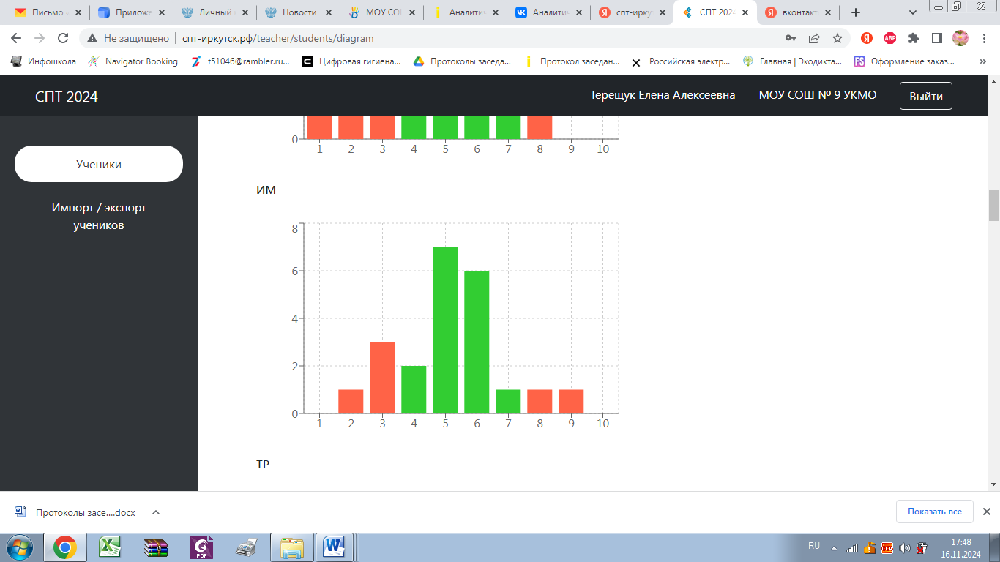 Письмо
Приложе
Личный
Новости
МОУ СОШ
Аналити
Аналити
спт-ирку
СПТ 2024
вконтакт
Не защищено
спт-иркутск.рф/teacher/students/diagram
Инфошкола
Navigator Booking
t51046@rambler.ru...
Цифровая гигиена...
Протоколы заседа...
Протокол заседан...
Российская электр...
Главная | Экодикта...
Оформление заказ...
»
СПТ 2024
Терещук Елена Алексеевна
МОУ СОШ № 9 УКМО
Выйти
Ученики
Импорт / экспорт
учеников
0
1 2 3 4 5 6 7 8 9 10
ИМ
8
6
4
2
0
1 2 3 4 5 6 7 8 9 10
ТР
Протоколы засе....docx
Показать все
RU
17:48
16.11.2024